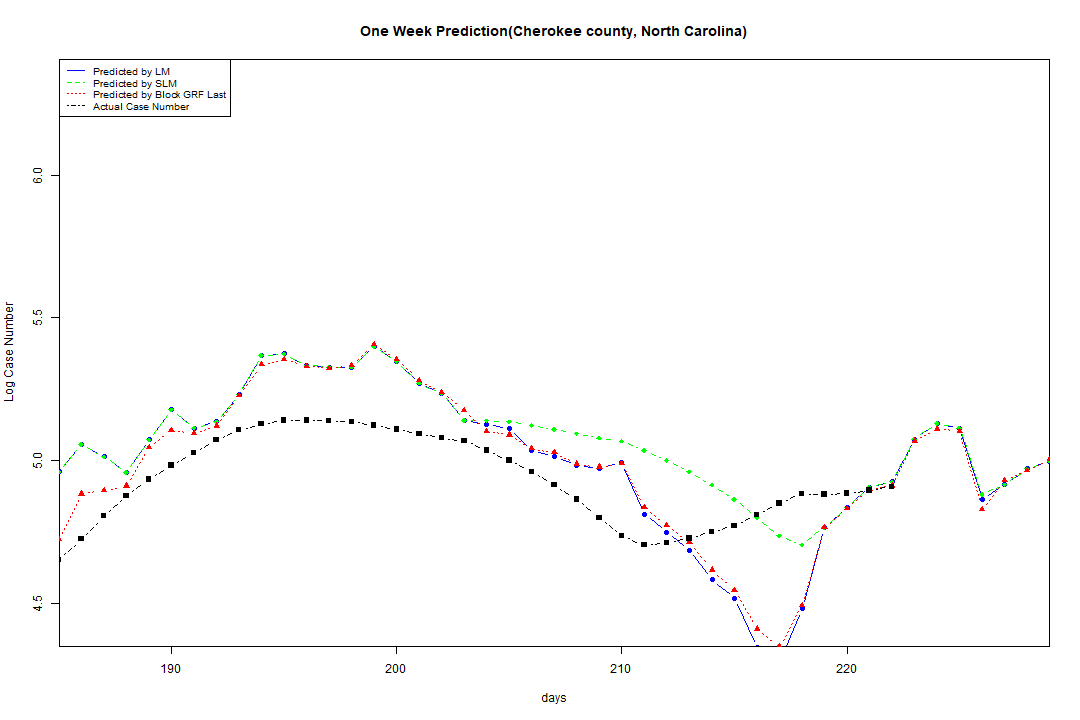 One Week Prediction(Cherokee county, North Carolina)
Predicted by LM
Predicted by SLM
Predicted by Block GRF Last
Actual Case Number
Log Case Number
6.0
5.5
5.0
4.5
190 200 210 220
days